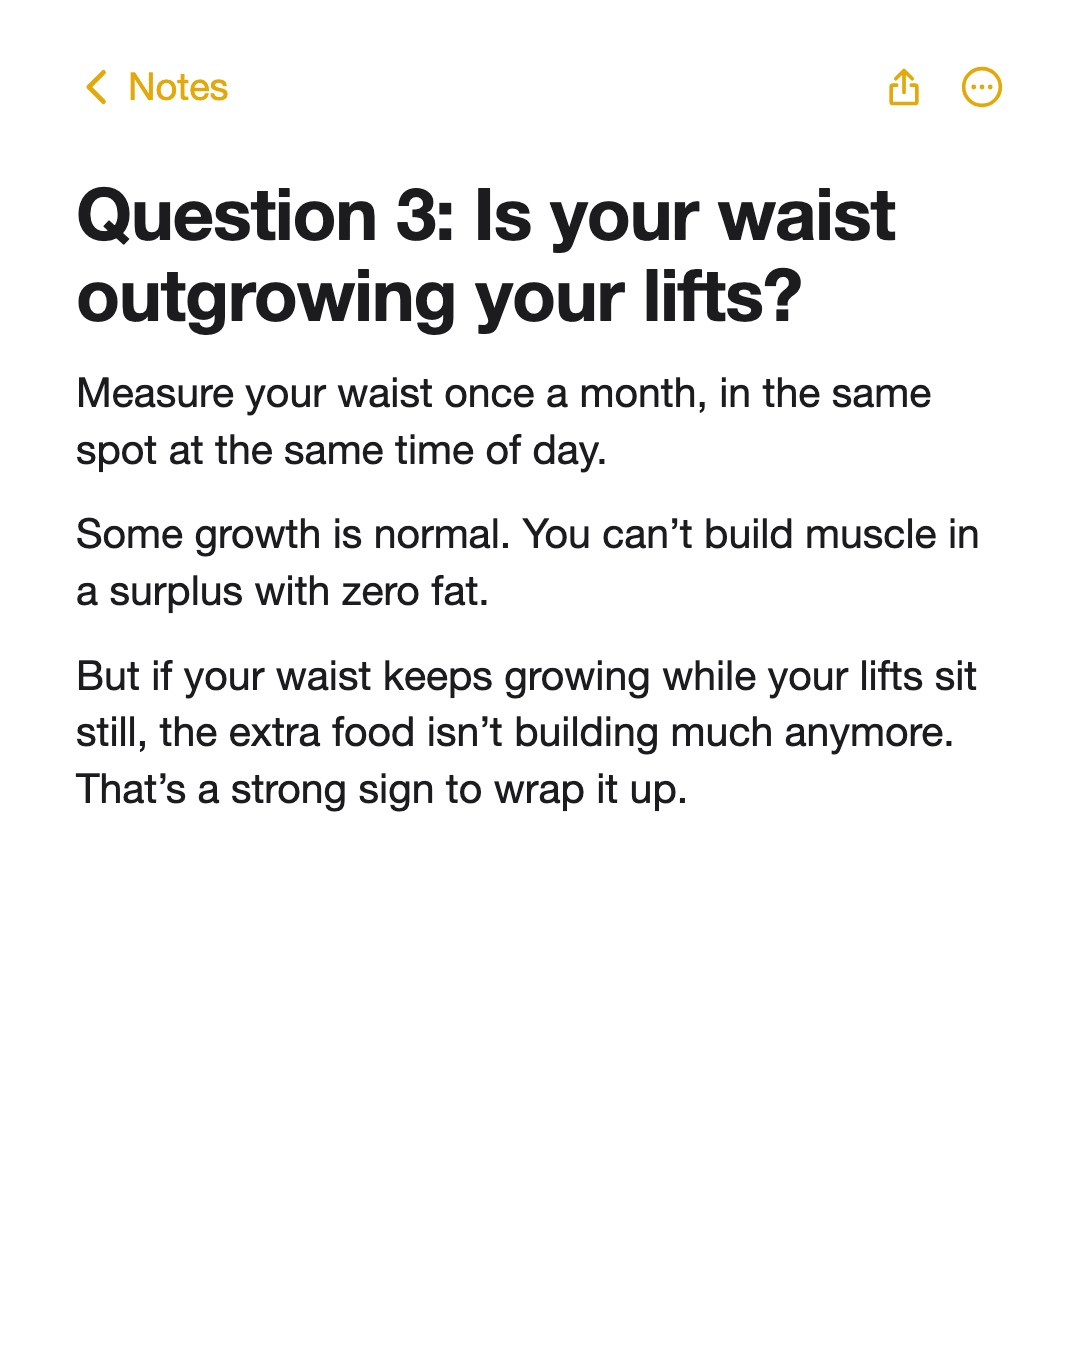 Notes
Question 3: Is your waist
outgrowing your lifts?
Measure your waist once a month, in the same
spot at the same time of day.
Some growth is normal. You can’t build muscle in
a surplus with zero fat.
But if your waist keeps growing while your lifts sit
still, the extra food isn’t building much anymore.
That’s a strong sign to wrap it up.